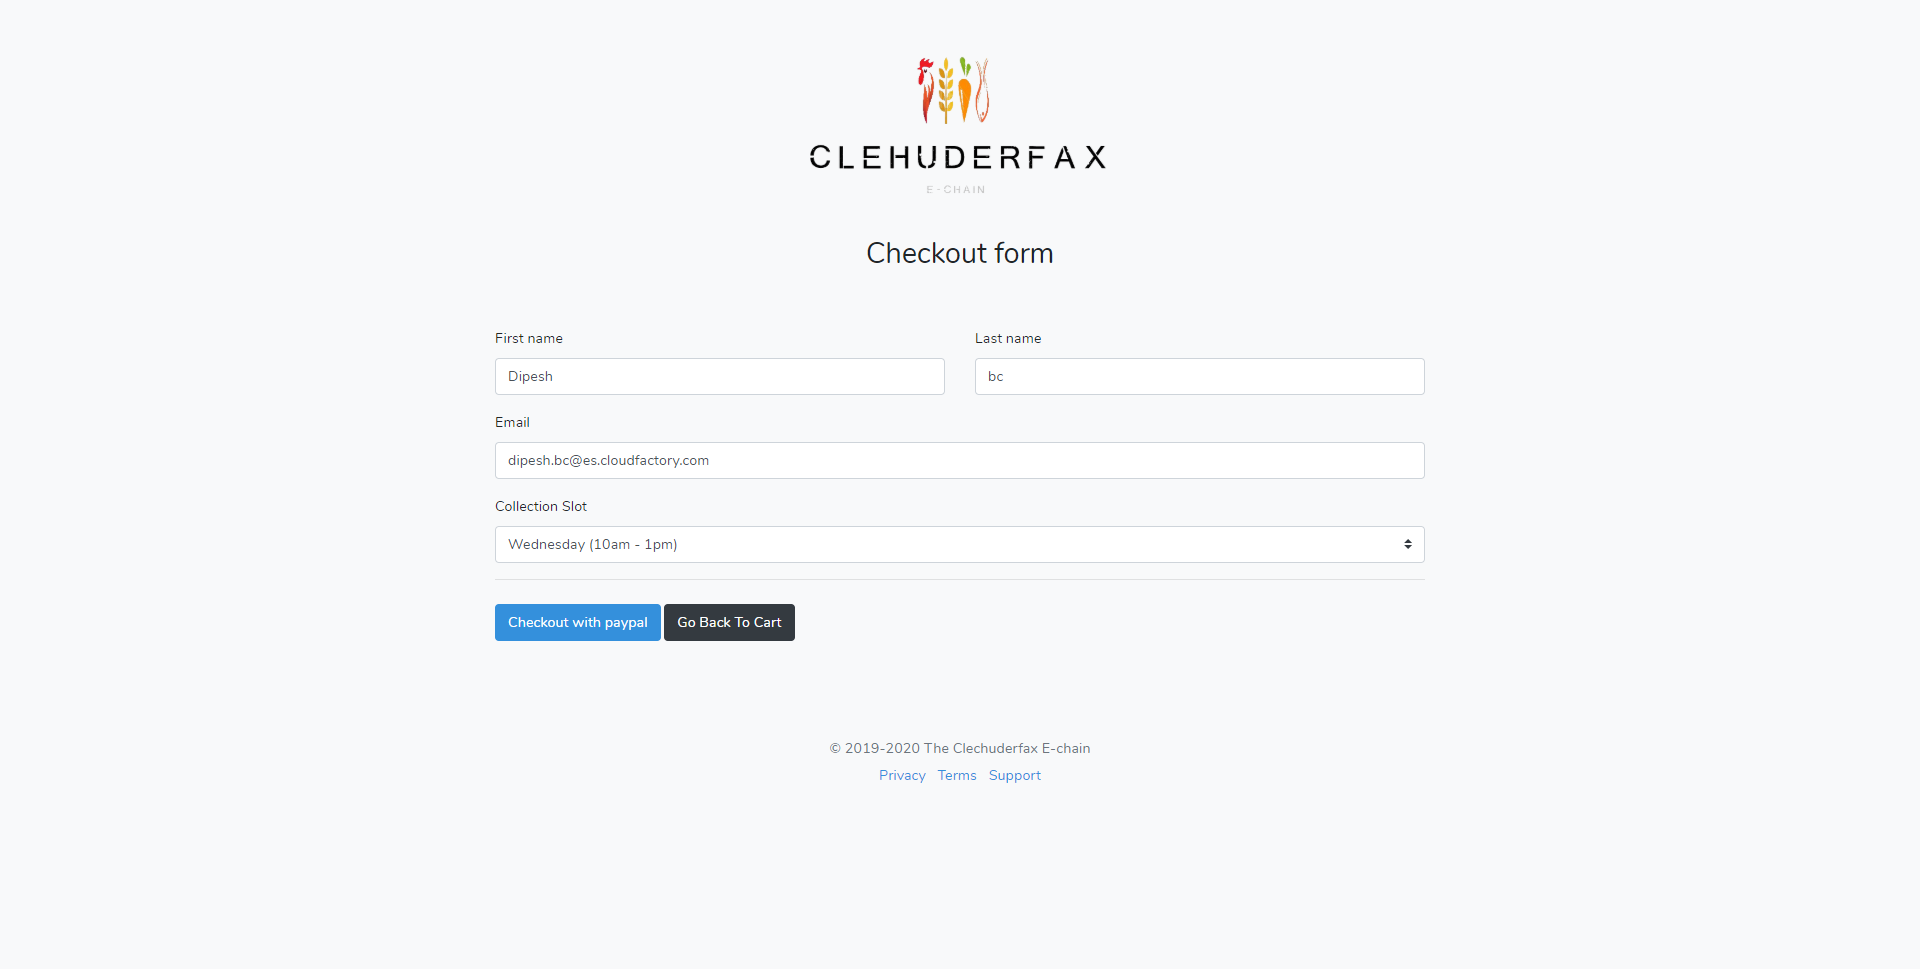 CLEHUDERFAX
E-CHAIN
Checkout form
First name Last name
Dipesh bc
Email
dipesh.bc@es.cloudfactory.com
Collection Slot
Wednesday (10am - 1pm)
Checkout with paypal Go Back To Cart
© 2019-2020 The Clechuderfax E-chain
Privacy Terms Support